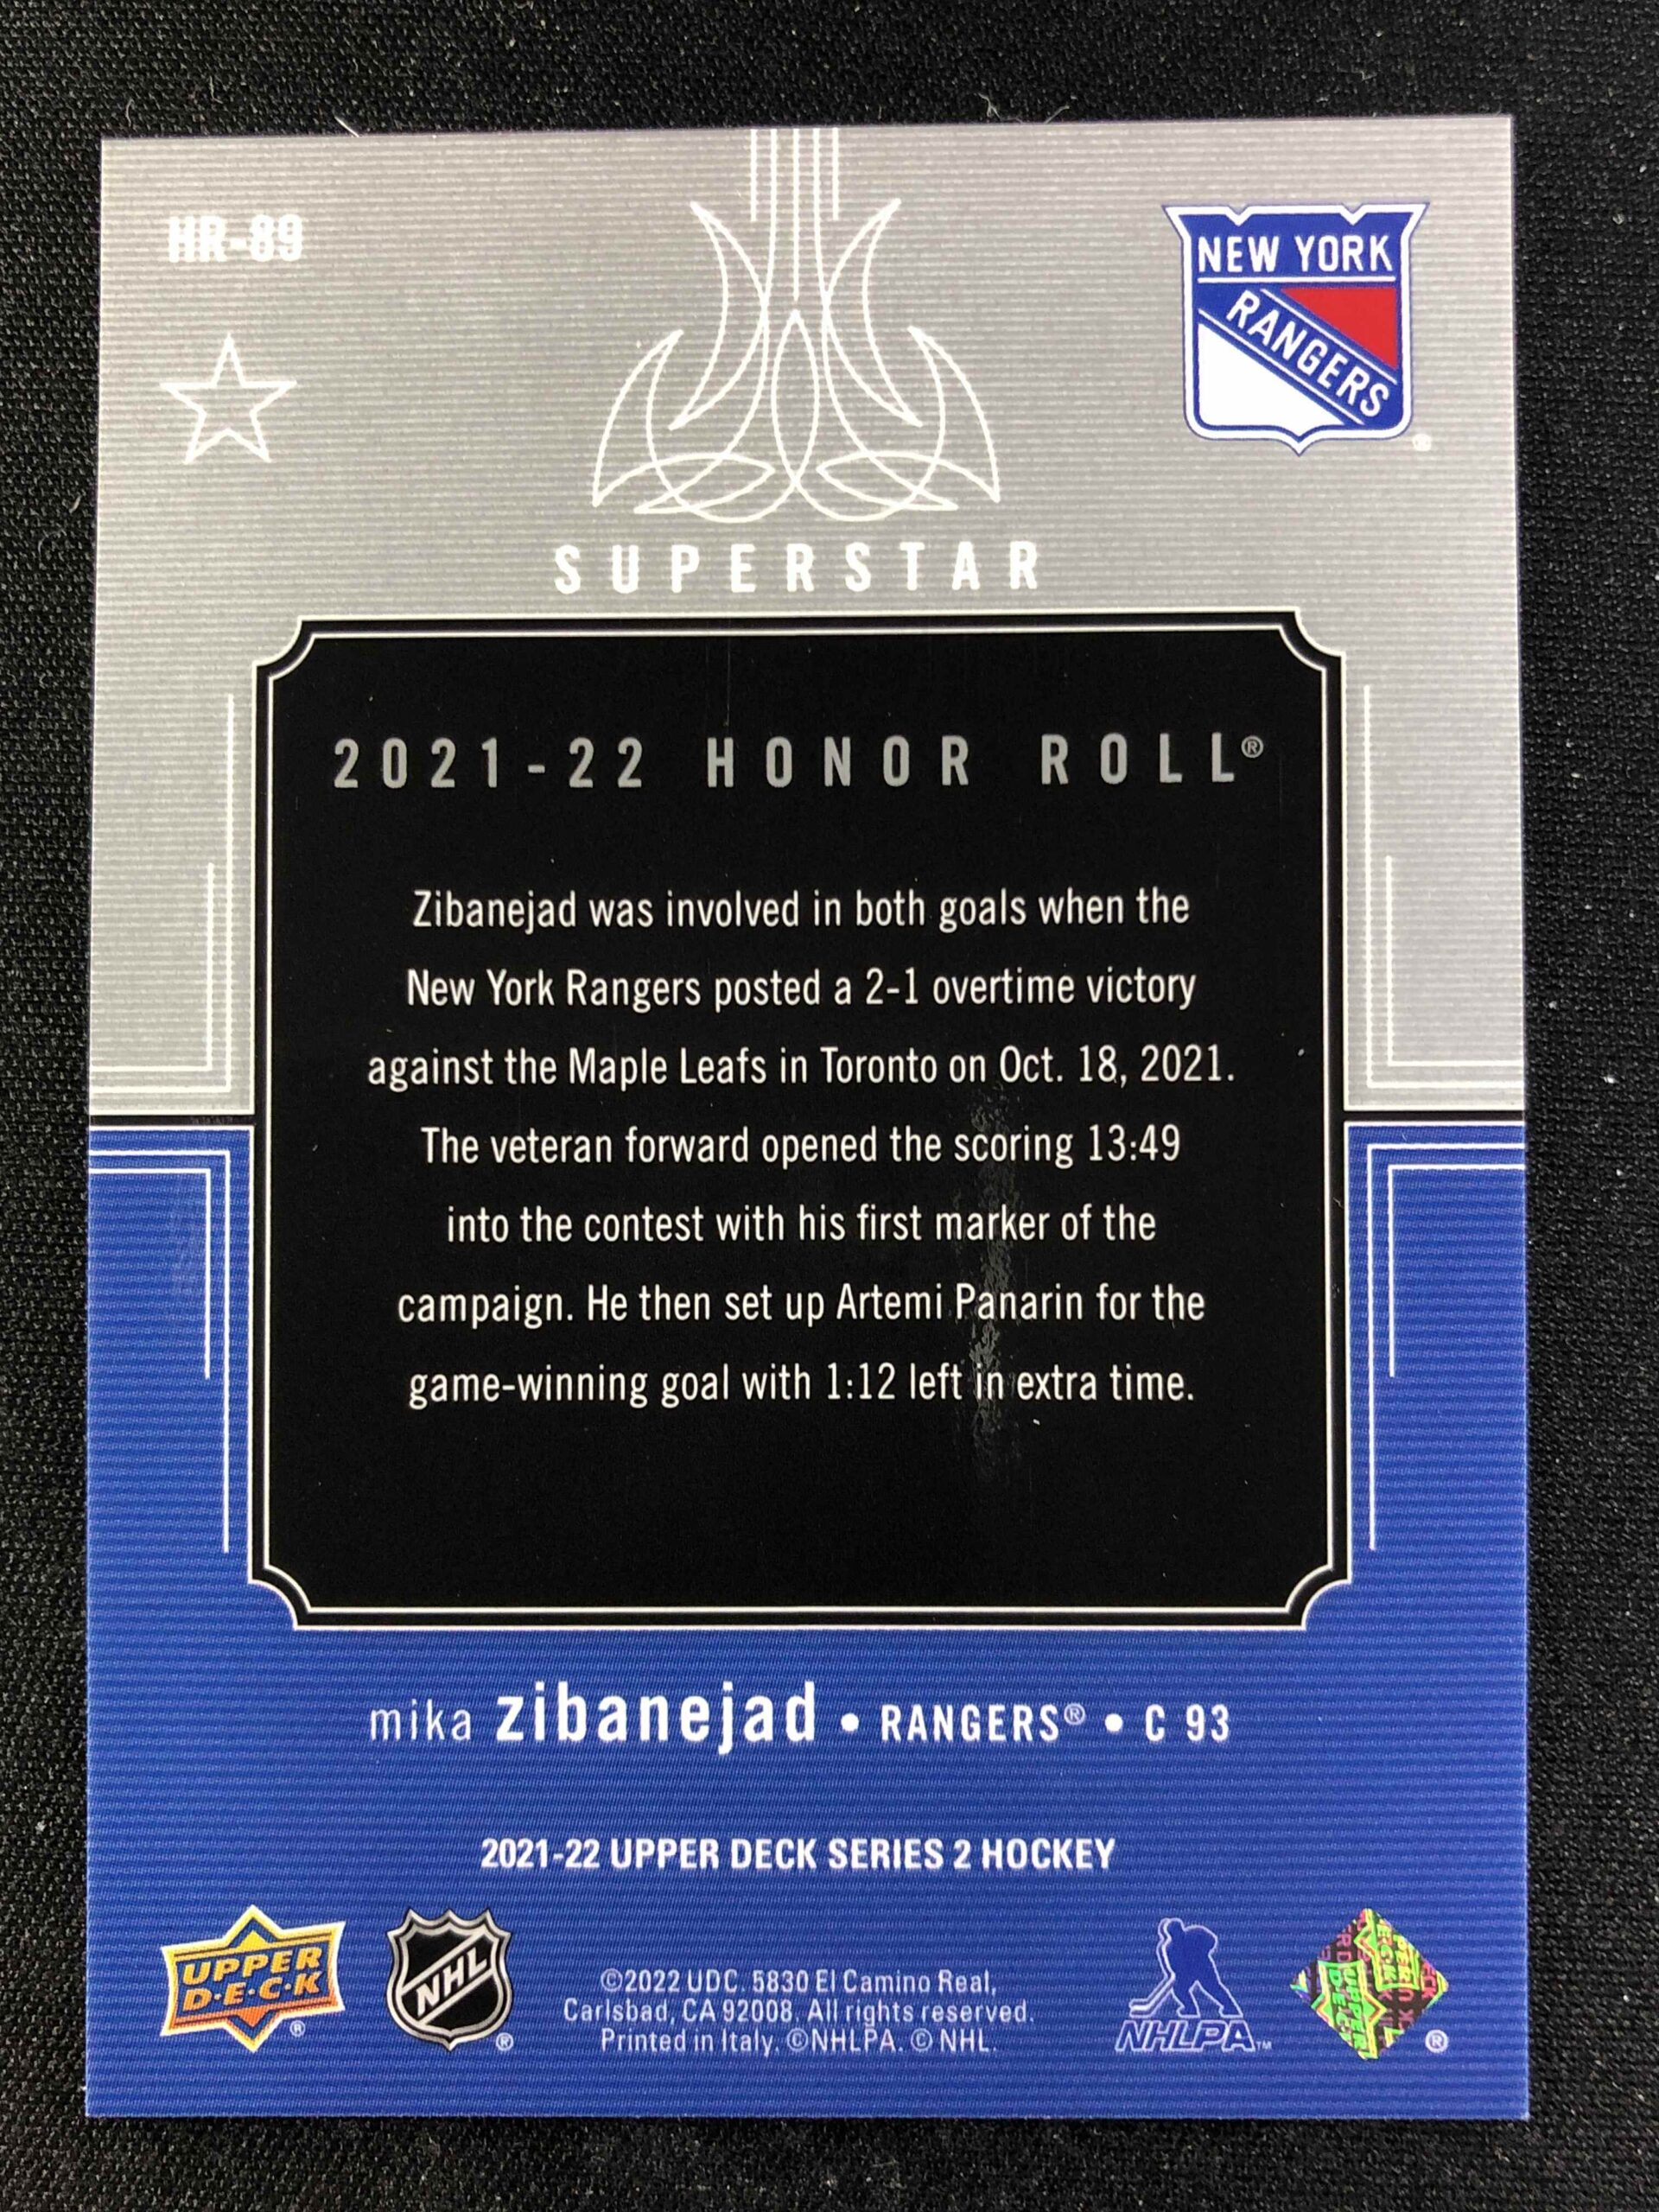 HR-89
NEW YORK
RANGERS
®
SUPERSTAR
2021-22 HONOR ROLL®
Zibanejad was involved in both goals when the
New York Rangers posted a 2-1 overtime victory
against the Maple Leafs in Toronto on Oct. 18, 2021.
The veteran forward opened the scoring 13:49
into the contest with his first marker of the
campaign. He then set up Artemi Panarin for the
game-winning goal with 1:12 left in extra time.
mika zibanejad • RANGERS® • C 93
2021-22 UPPER DECK SERIES 2 HOCKEY
UPPER
D·E·C·K
®
NHL
®
©2022 UDC. 5830 El Camino Real,
Carlsbad, CA 92008. All rights reserved.
Printed in Italy. ©NHLPA. © NHL.
NHLPA™
UPPER
DECK
®